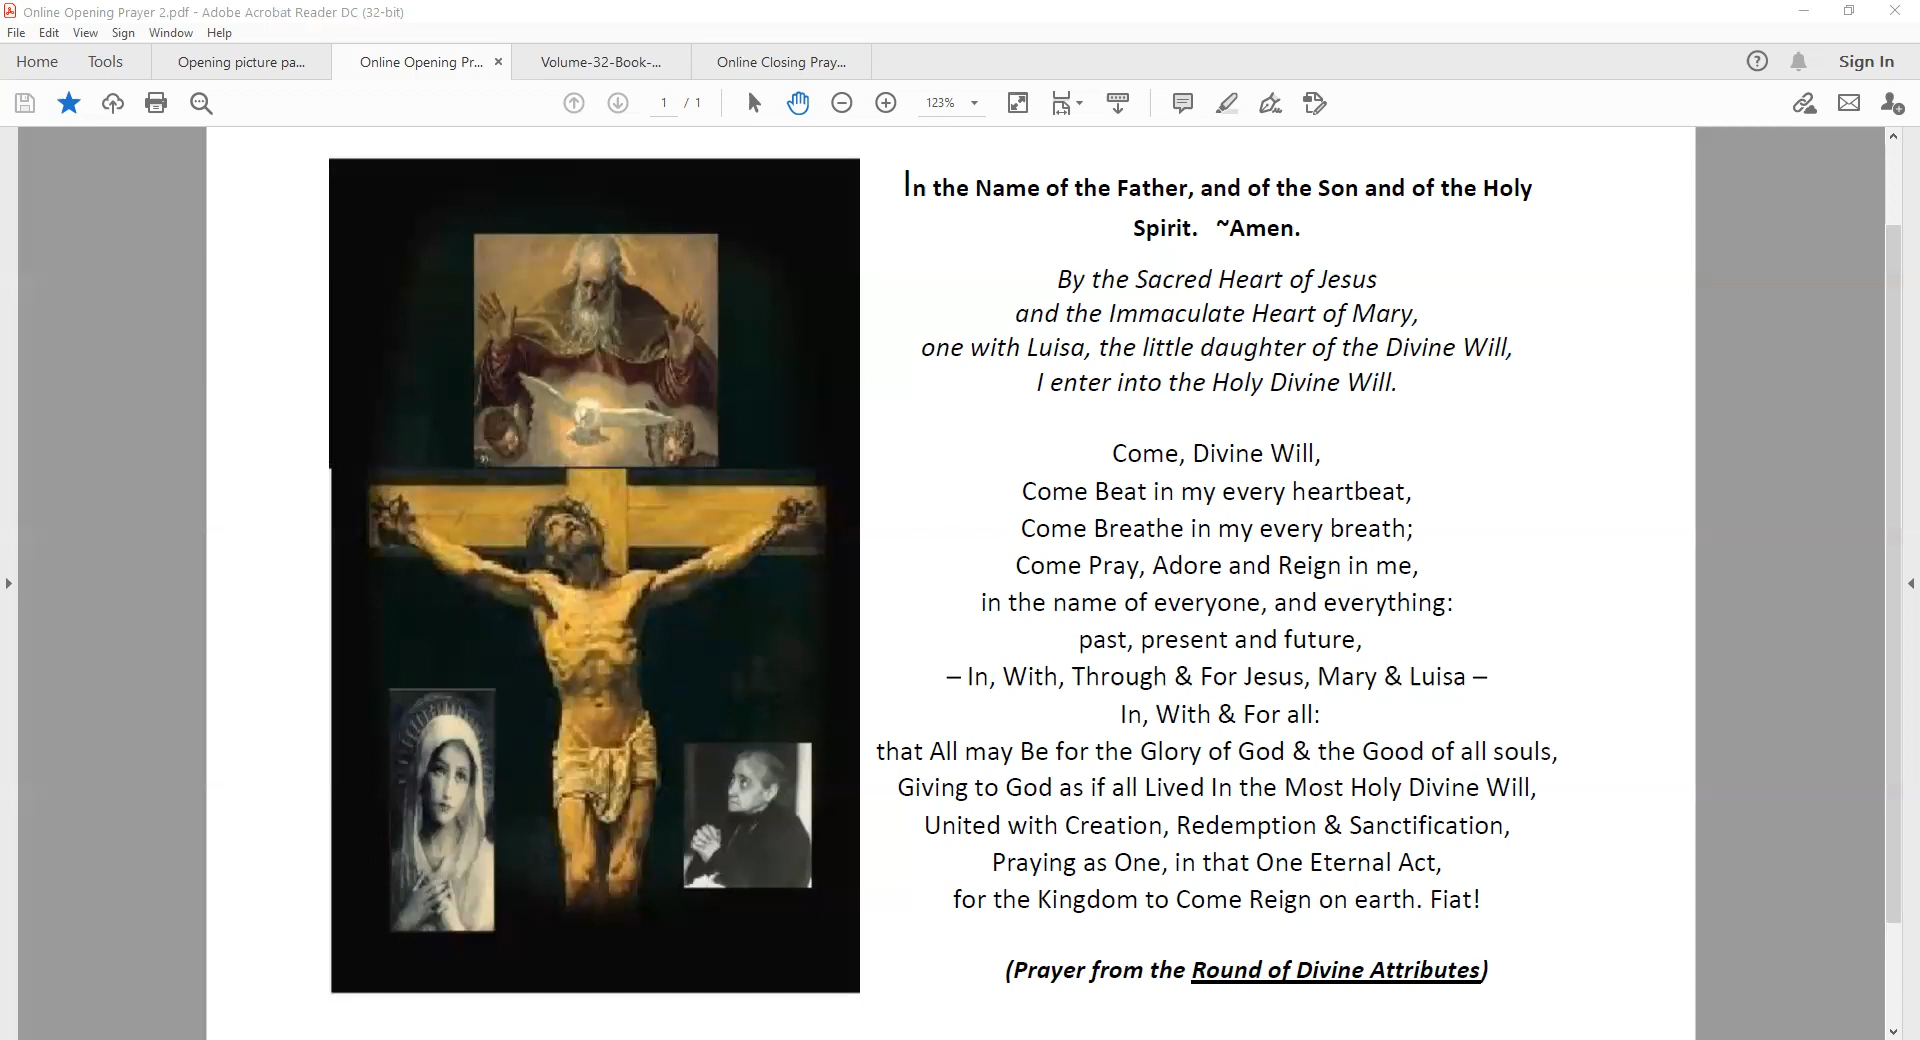 Online Opening Prayer 2.pdf - Adobe Acrobat Reader DC (32-bit)
File Edit View Sign Window Help
Home Tools Opening picture pa... Online Opening Pr... Volume-32-Book-... Online Closing Pray... Sign In
1 / 1 123%
In the Name of the Father, and of the Son and of the Holy
Spirit. ~Amen.
By the Sacred Heart of Jesus
and the Immaculate Heart of Mary,
one with Luisa, the little daughter of the Divine Will,
I enter into the Holy Divine Will.
Come, Divine Will,
Come Beat in my every heartbeat,
Come Breathe in my every breath;
Come Pray, Adore and Reign in me,
in the name of everyone, and everything:
past, present and future,
– In, With, Through & For Jesus, Mary & Luisa –
In, With & For all:
that All may Be for the Glory of God & the Good of all souls,
Giving to God as if all Lived In the Most Holy Divine Will,
United with Creation, Redemption & Sanctification,
Praying as One, in that One Eternal Act,
for the Kingdom to Come Reign on earth. Fiat!
(Prayer from the Round of Divine Attributes)